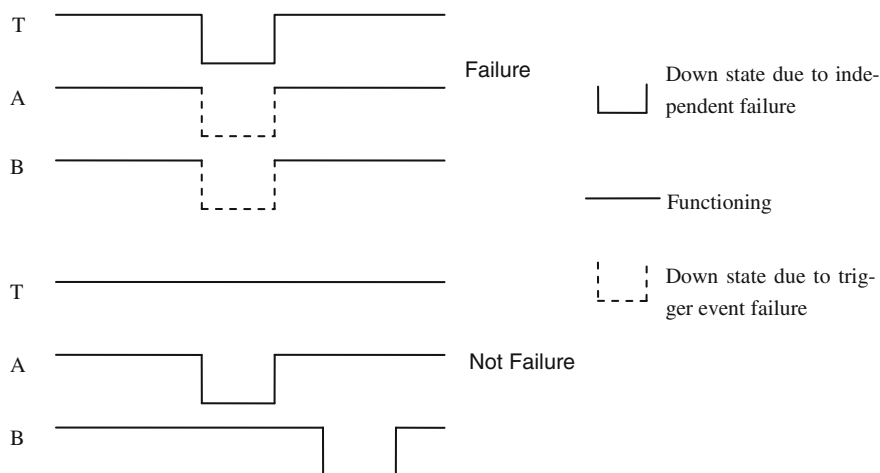 T
Failure
A
B
T
A
Not Failure
B
Down state due to inde-
pendent failure
Functioning
Down state due to trig-
ger event failure